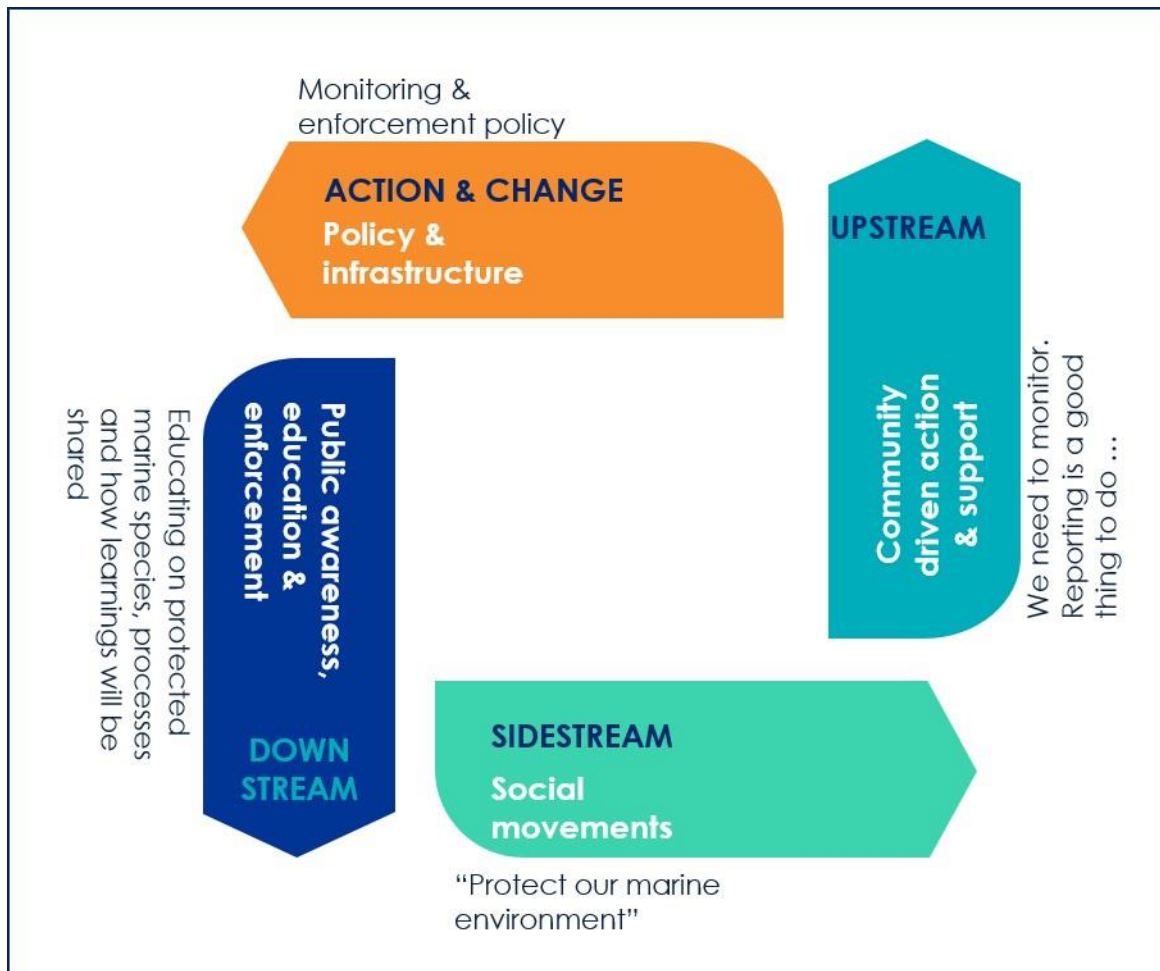 Monitoring &
enforcement policy
ACTION & CHANGE
Policy &
infrastructure
UPSTREAM
Community
driven action
& support
We need to monitor.
Reporting is a good
thing to do ...
Public awareness,
education &
enforcement
DOWN
STREAM
Educating on protected
marine species, processes
and how learnings will be
shared
SIDESTREAM
Social
movements
“Protect our marine
environment”